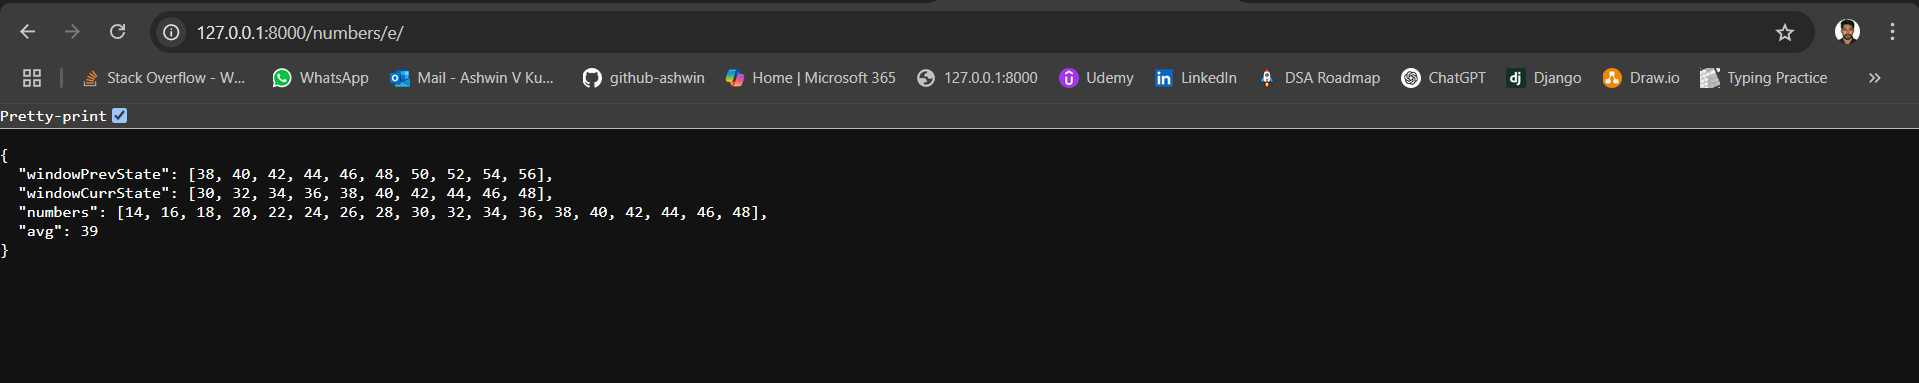 127.0.0.1:8000/numbers/e/
Stack Overflow - W... WhatsApp Mail - Ashwin V Ku... github-ashwin Home | Microsoft 365 127.0.0.1:8000 Udemy LinkedIn DSA Roadmap ChatGPT dj Django Draw.io Typing Practice »
Pretty-print
{
  "windowPrevState": [38, 40, 42, 44, 46, 48, 50, 52, 54, 56],
  "windowCurrState": [30, 32, 34, 36, 38, 40, 42, 44, 46, 48],
  "numbers": [14, 16, 18, 20, 22, 24, 26, 28, 30, 32, 34, 36, 38, 40, 42, 44, 46, 48],
  "avg": 39
}